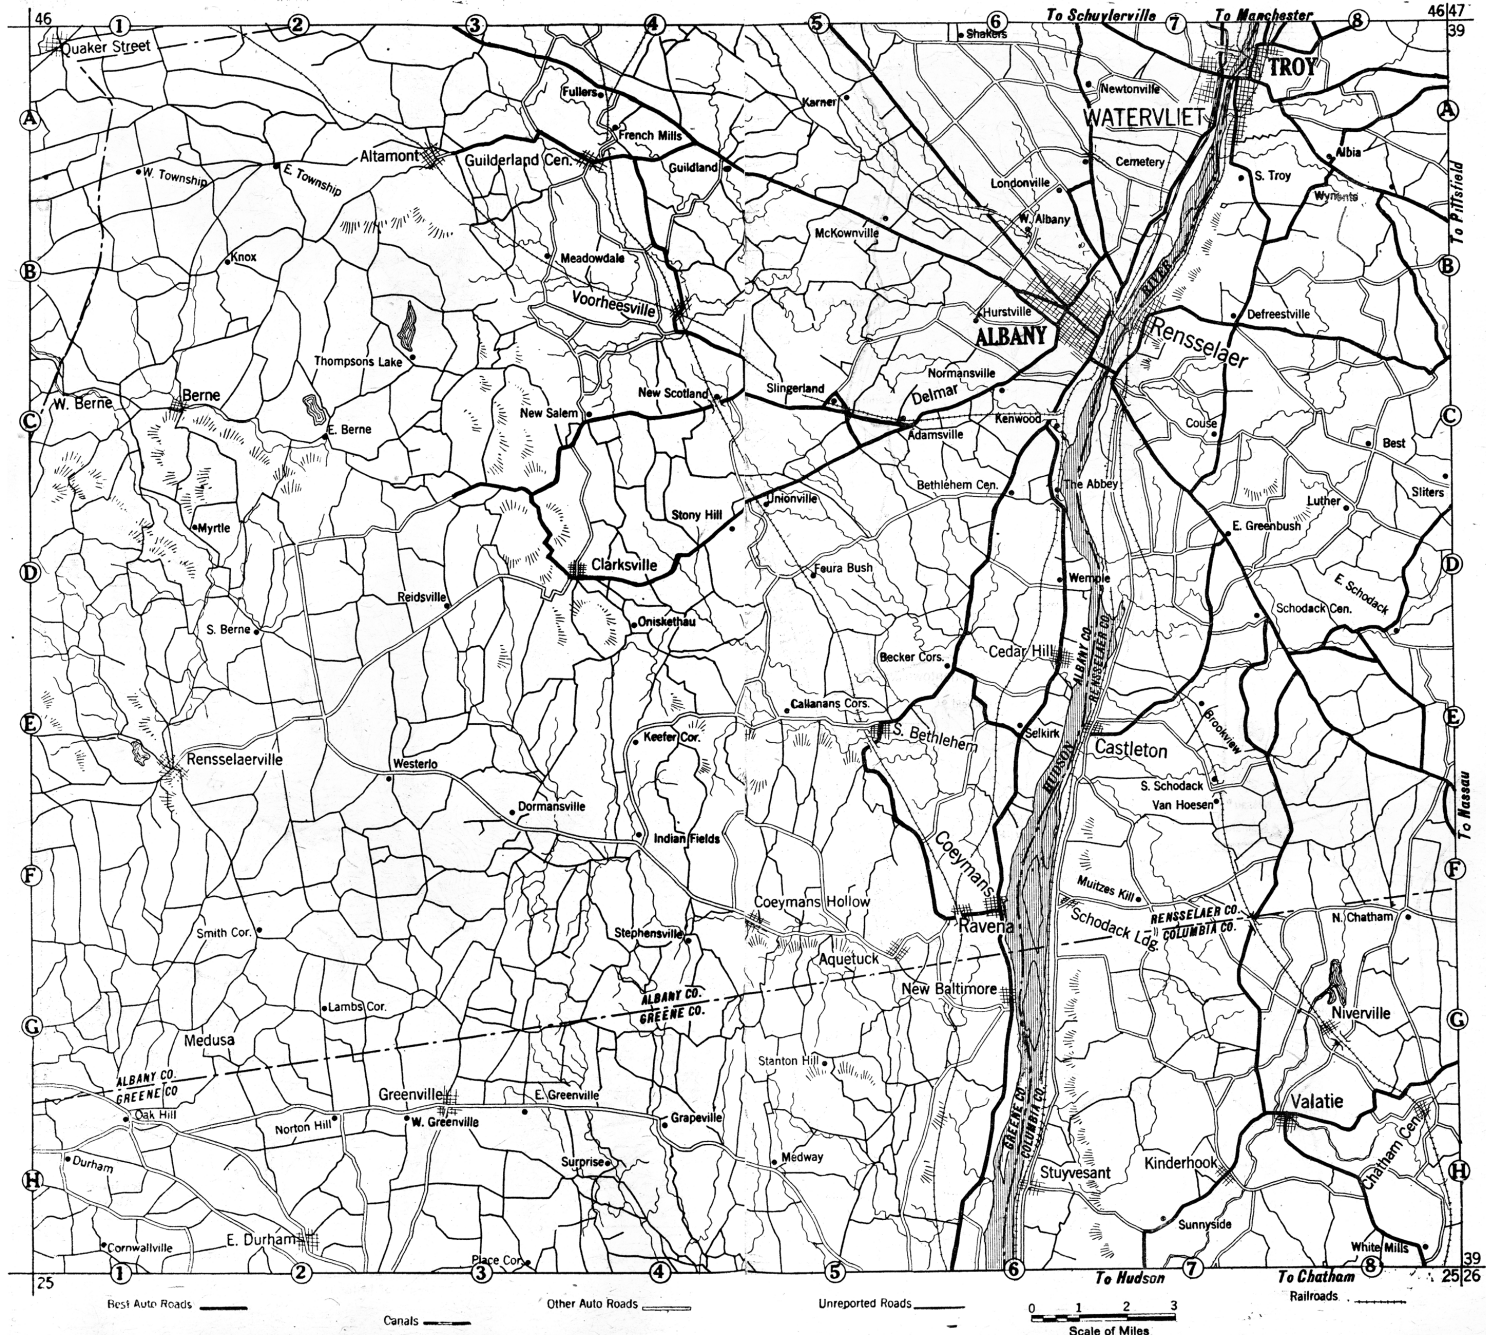 46
1
2
3
4
5
6
To Schuylerville
7
To Manchester
8
46 47
39
Quaker Street
Shakers
TROY
Fullers
Newtonville
Karner
A
WATERVLIET
A
French Mills
Altamont
Guilderland Cen.
Guildland
Cemetery
Albia
W. Township
E. Township
Londonville
S. Troy
Wynants
To Pittsfield
W. Albany
McKownville
B
Knox
Meadowdale
B
RIVER
Voorheesville
Hurstville
Defreestville
ALBANY
Rensselaer
Thompsons Lake
Normansville
Slingerland
Delmar
New Scotland
W. Berne
Berne
New Salem
Kenwood
C
E. Berne
Adamsville
Couse
C
Best
Bethlehem Cen.
The Abbey
Sliters
Unionville
Luther
Stony Hill
Myrtle
E. Greenbush
D
Clarksville
Feura Bush
Wemple
D
E. Schodack
Reidsville
Schodack Cen.
S. Berne
Oniskethau
ALBANY CO.
RENSSELAER CO.
Becker Cors.
Cedar Hill
Callanans Cors.
E
Keefer Cor.
S. Bethlehem
Selkirk
Brookview
E
Castleton
Rensselaerville
Westerlo
HUDSON
S. Schodack
Van Hoesen
To Nassau
Dormansville
Indian Fields
Coeymans
F
Muitzes Kill
F
Coeymans Hollow
Schodack Ldg.
RENSSELAER CO.
COLUMBIA CO.
N. Chatham
Smith Cor.
Stephensville
Ravena
Aquetuck
New Baltimore
ALBANY CO.
GREENE CO.
Lambs Cor.
Niverville
G
Medusa
G
Stanton Hill
ALBANY CO.
GREENE CO
Greenville
E. Greenville
Valatie
Oak Hill
Norton Hill
W. Greenville
Grapeville
GREENE CO.
COLUMBIA CO.
Chatham Cen.
Durham
Surprise
Medway
Stuyvesant
Kinderhook
H
H
Sunnyside
E. Durham
Cornwallville
Place Cor.
White Mills
39
25
1
2
3
4
5
6
To Hudson
7
To Chatham
8
25 26
Best Auto Roads
Canals
Other Auto Roads
Unreported Roads
0 1 2 3
Scale of Miles
Railroads